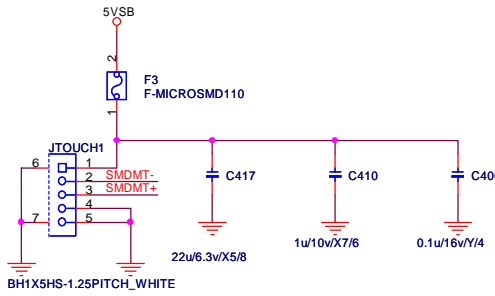 5VSB
2
F3
F-MICROSMD110
1
JTOUCH1
6 1
2 SMDMT-
3 SMDMT+
4
7 5
C417
C410
22u/6.3v/X5/8
1u/10v/X7/6
0.1u/16v/Y/4
BH1X5HS-1.25PITCH_WHITE